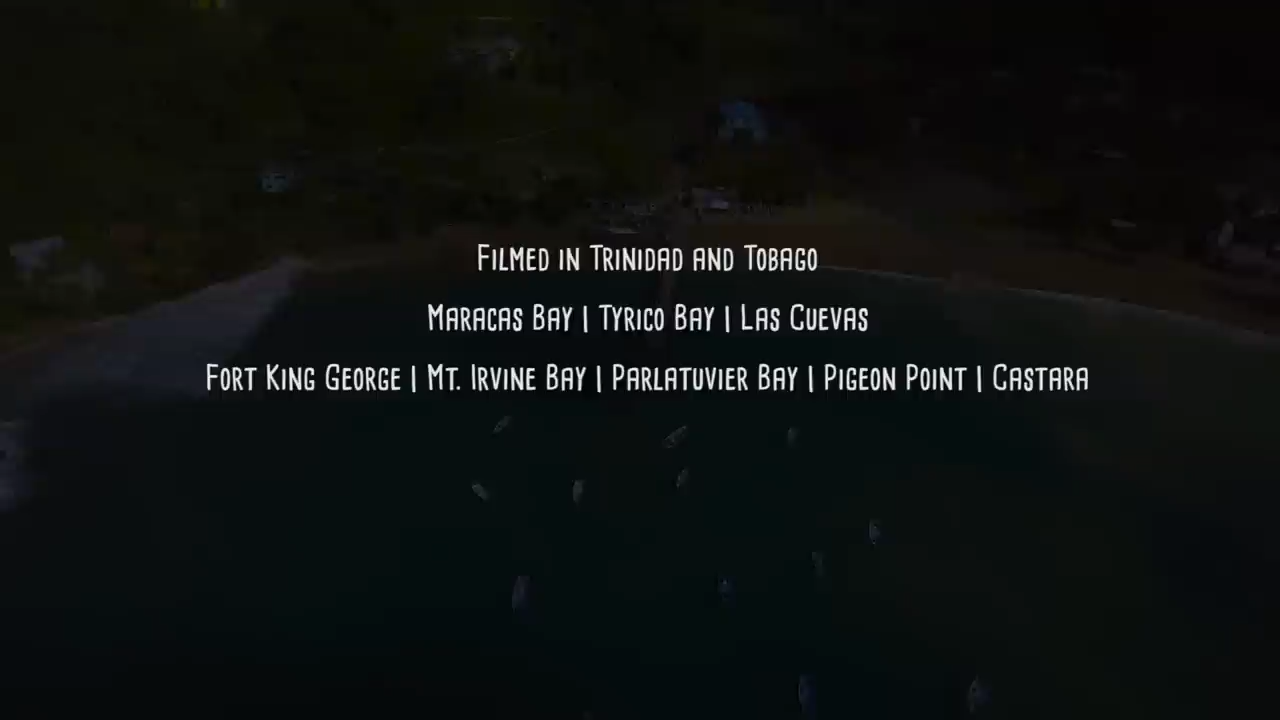 Filmed in Trinidad and Tobago
Maracas Bay | Tyrico Bay | Las Cuevas
Fort King George | Mt. Irvine Bay | Parlatuvier Bay | Pigeon Point | Castara